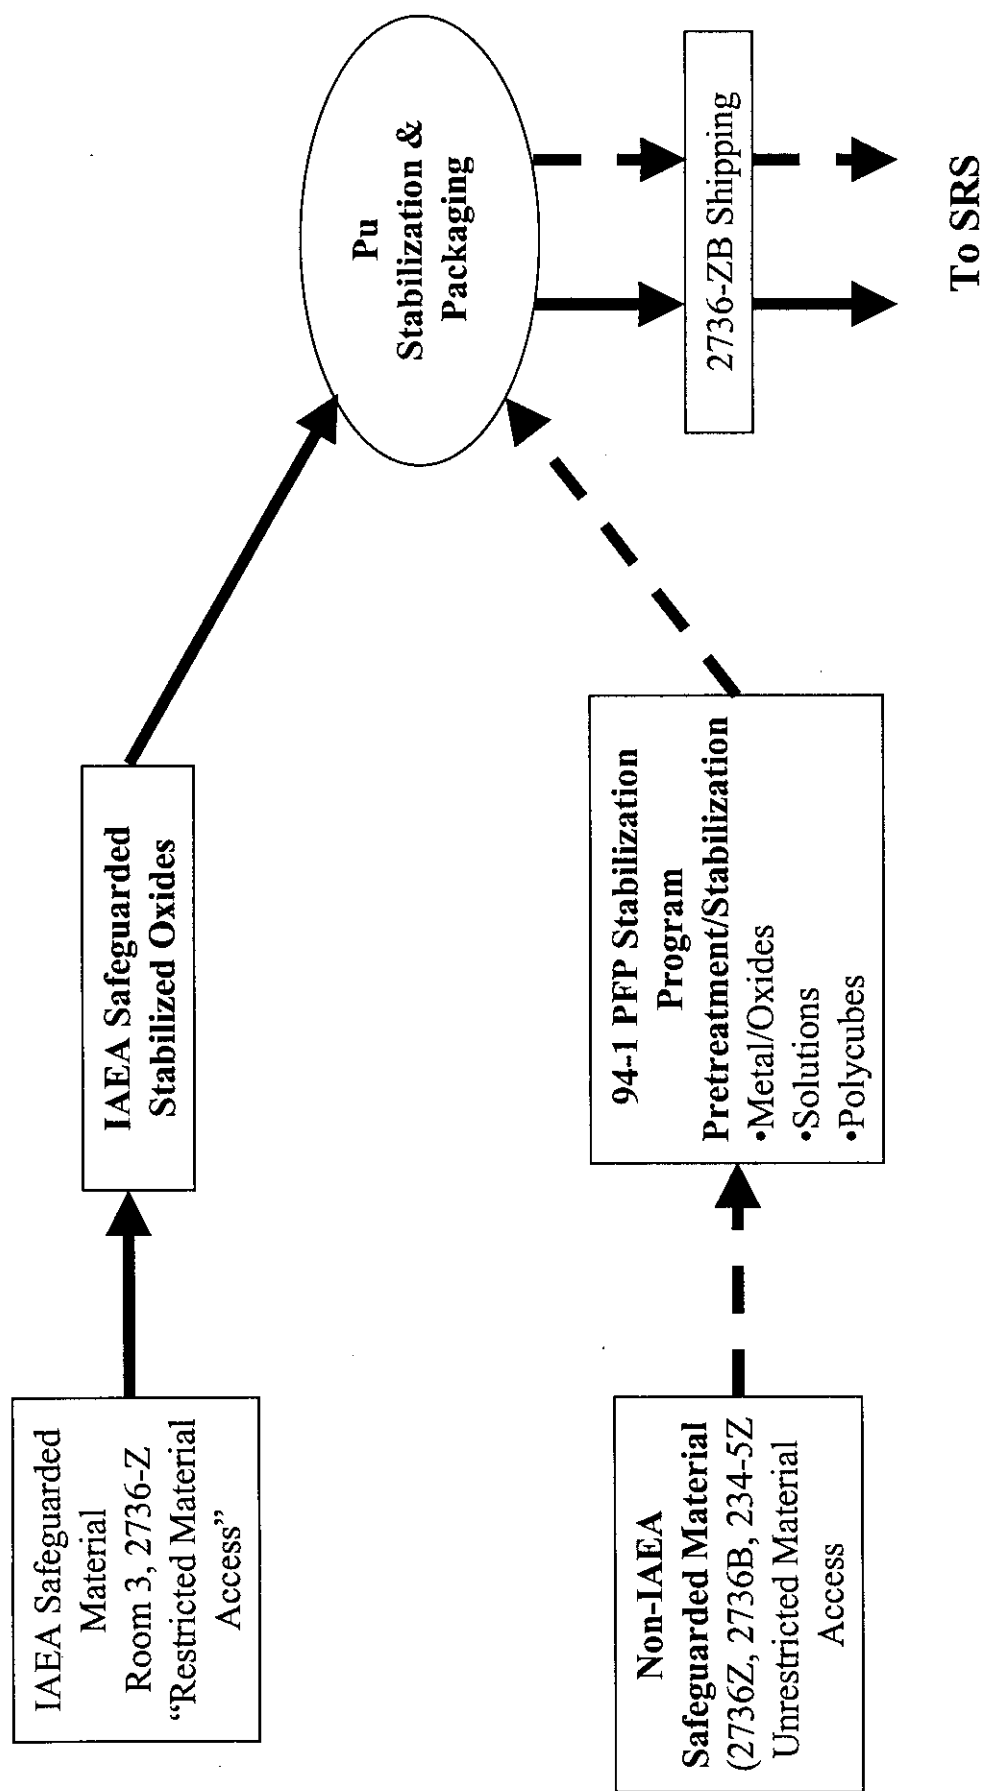 IAEA Safeguarded
Material
Room 3, 2736-Z
“Restricted Material
Access”
IAEA Safeguarded
Stabilized Oxides
Pu
Stabilization &
Packaging
Non-IAEA
Safeguarded Material
(2736Z, 2736B, 234-5Z
Unrestricted Material
Access
94-1 PFP Stabilization
Program
Pretreatment/Stabilization
•Metal/Oxides
•Solutions
•Polycubes
2736-ZB Shipping
To SRS